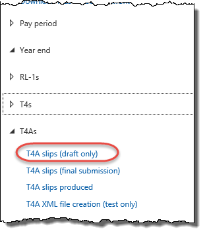 Pay period
Year end
RL-1s
T4s
T4As
T4A slips (draft only)
T4A slips (final submission)
T4A slips produced
T4A XML file creation (test only)